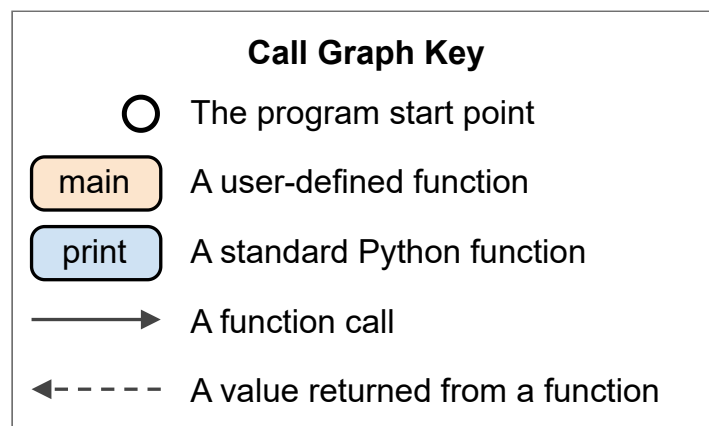 Call Graph Key
The program start point
main A user-defined function
print A standard Python function
A function call
A value returned from a function